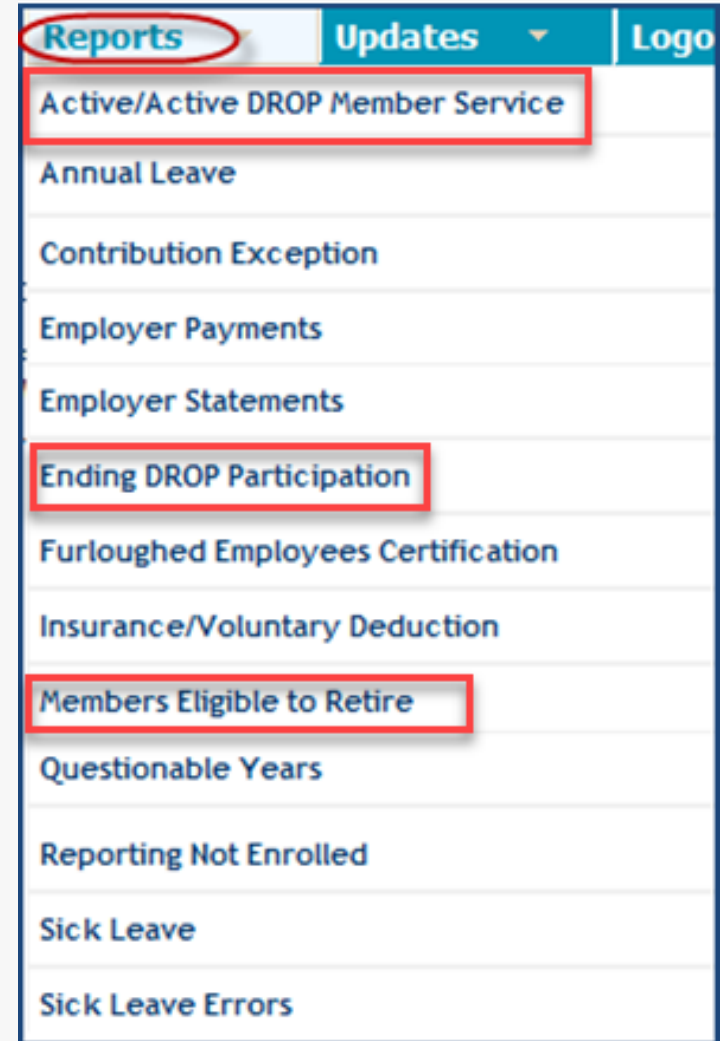 Reports Updates Logo
Active/Active DROP Member Service
Annual Leave
Contribution Exception
Employer Payments
Employer Statements
Ending DROP Participation
Furloughed Employees Certification
Insurance/Voluntary Deduction
Members Eligible to Retire
Questionable Years
Reporting Not Enrolled
Sick Leave
Sick Leave Errors